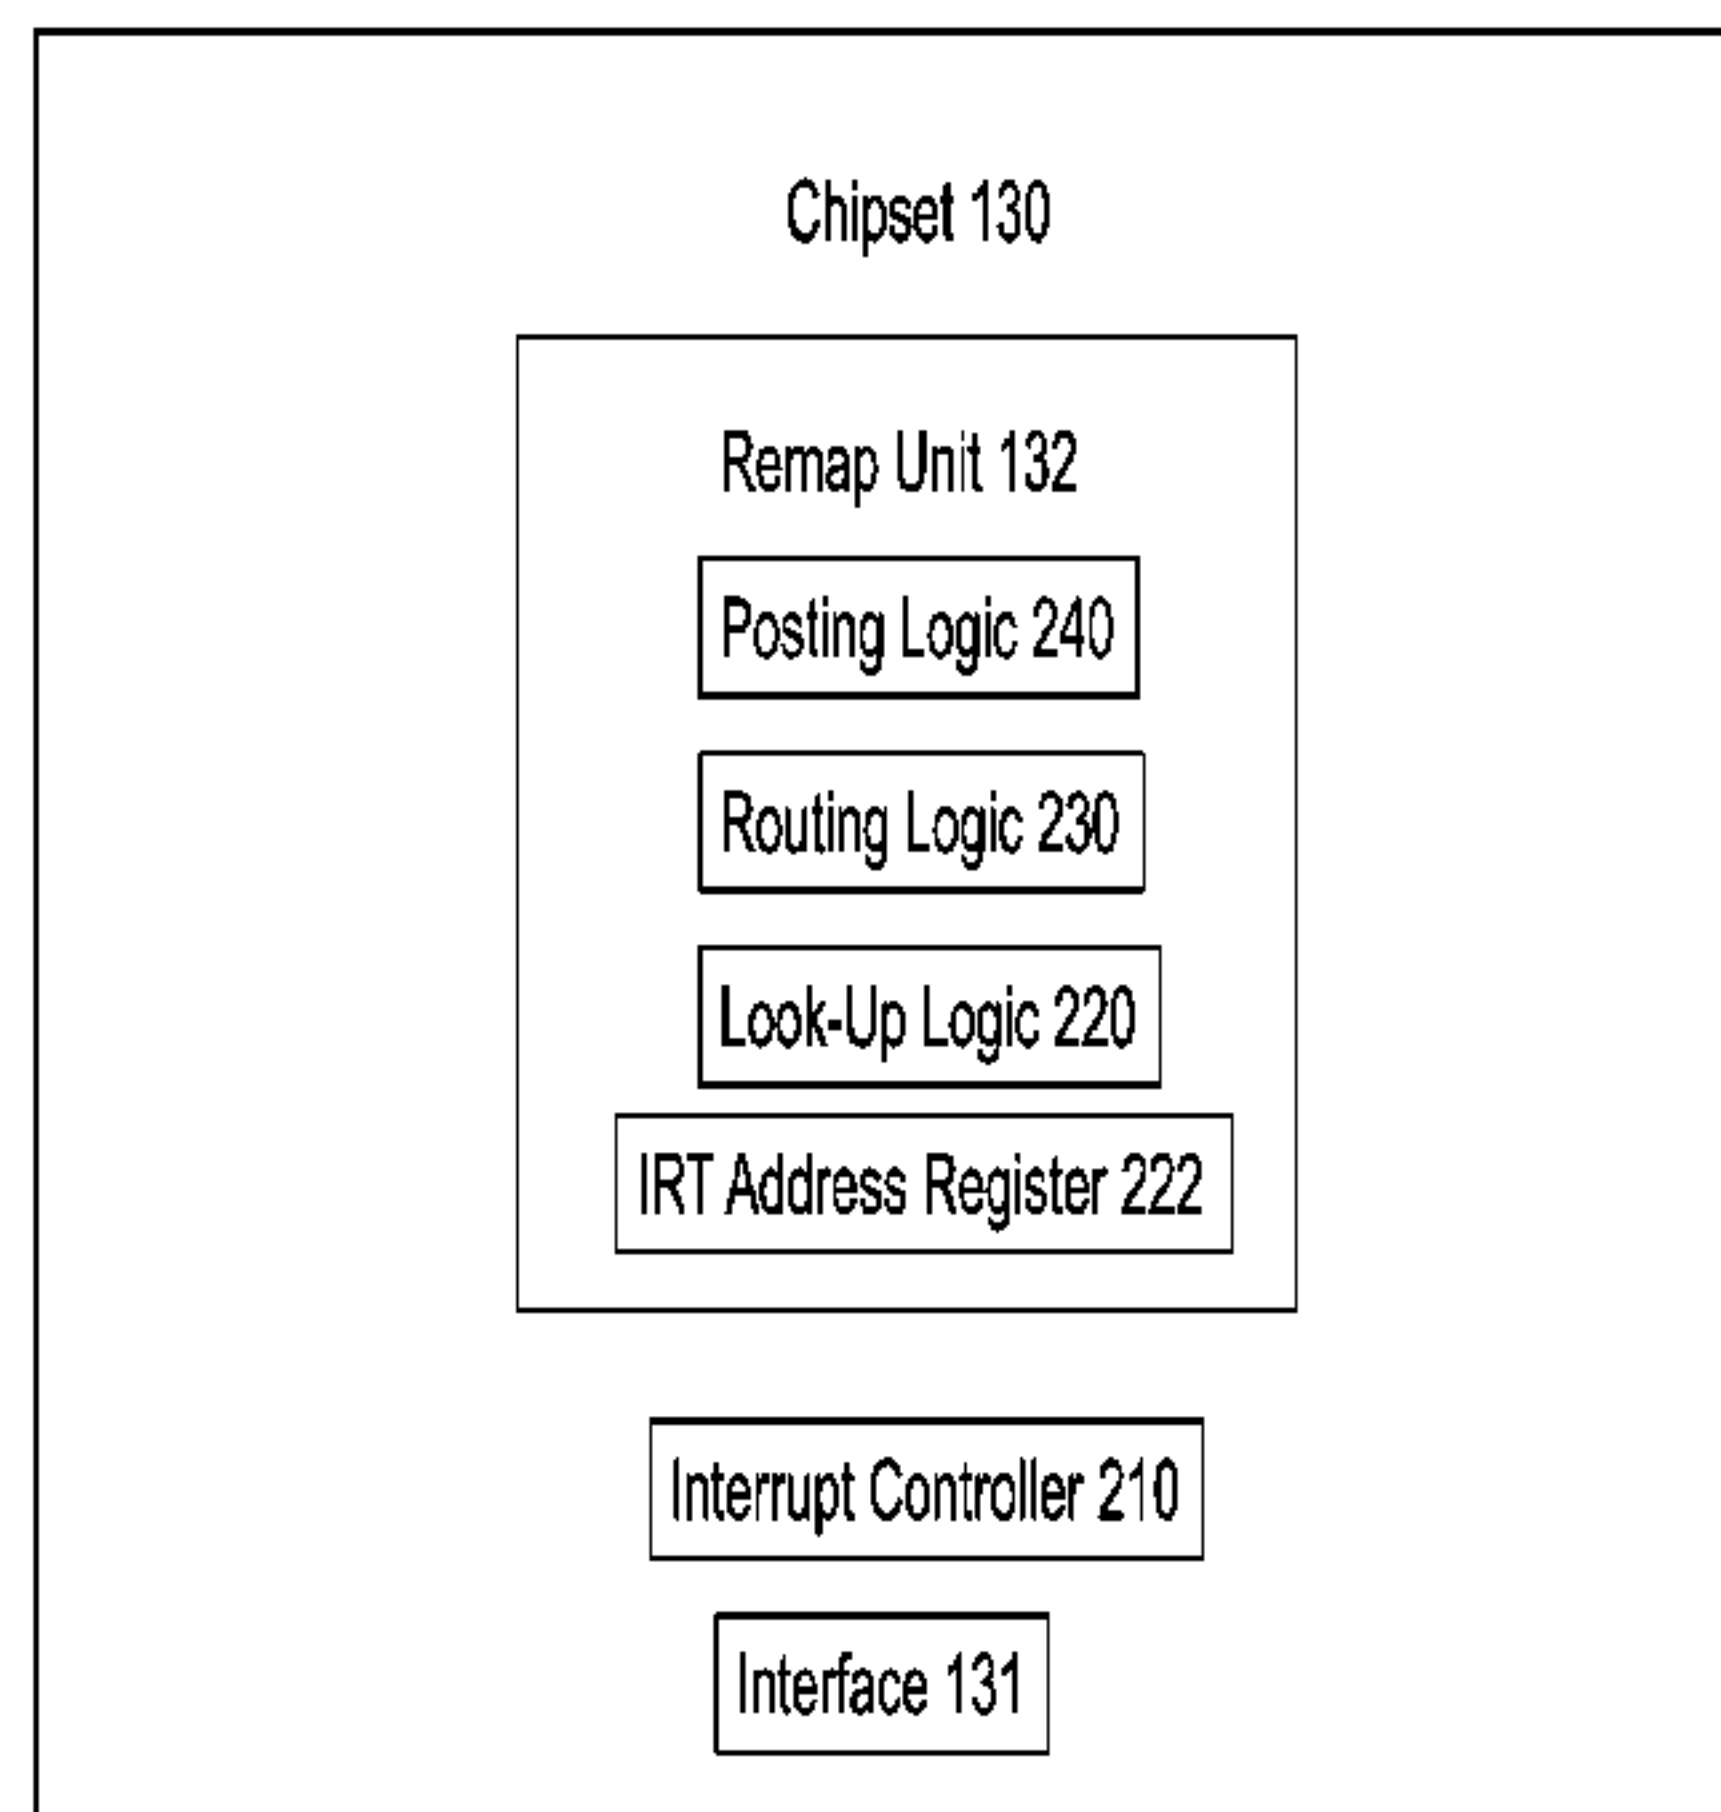 Chipset 130
Remap Unit 132
Posting Logic 240
Routing Logic 230
Look-Up Logic 220
IRT Address Register 222
Interrupt Controller 210
Interface 131